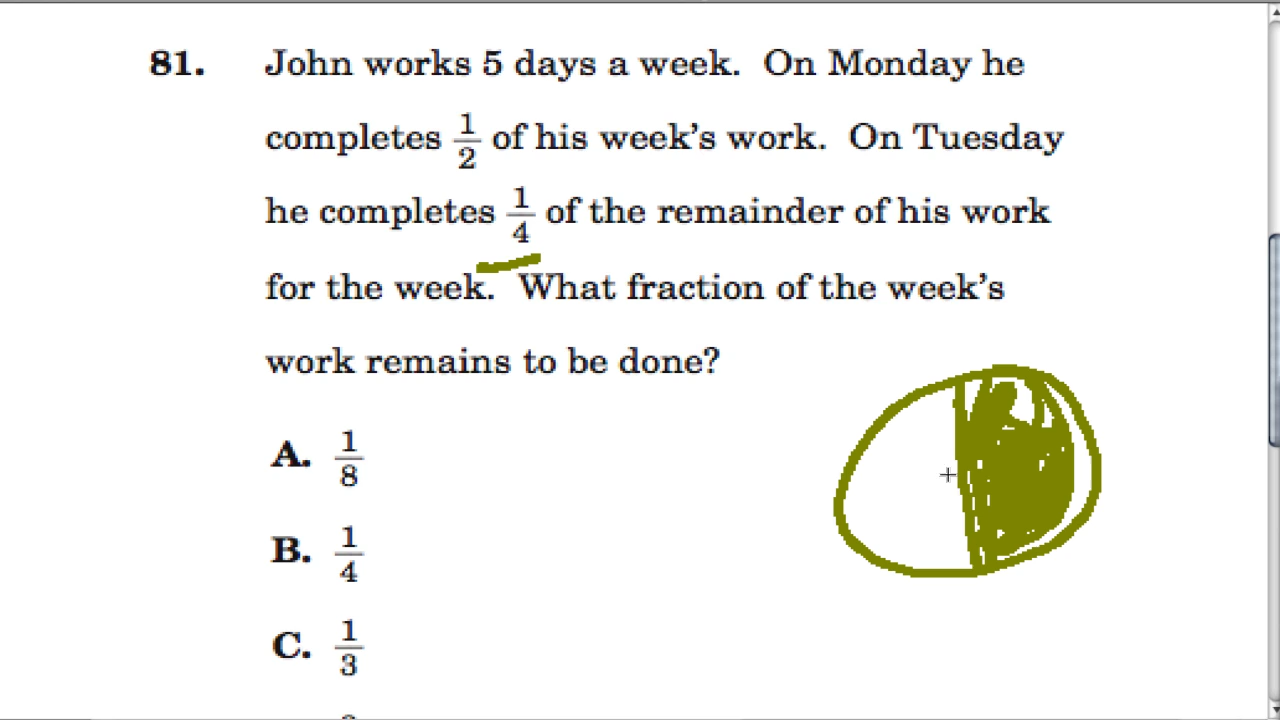 81. John works 5 days a week. On Monday he
completes 1/2 of his week’s work. On Tuesday
he completes 1/4 of the remainder of his work
for the week. What fraction of the week’s
work remains to be done?
A. 1/8
B. 1/4
C. 1/3